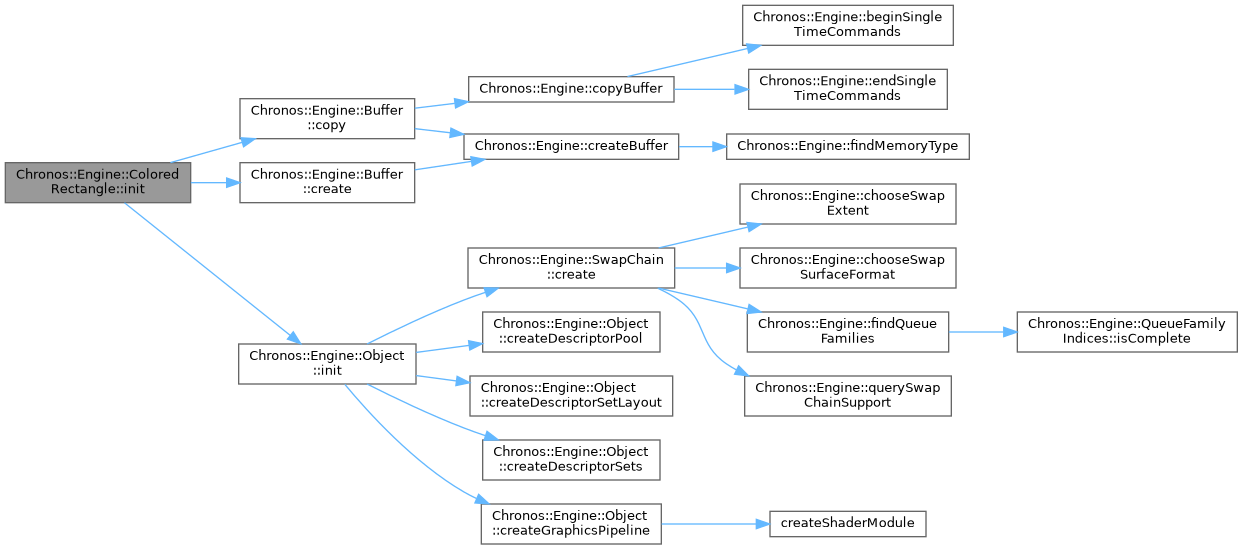 Chronos::Engine::beginSingle
TimeCommands
Chronos::Engine::copyBuffer
Chronos::Engine::endSingle
TimeCommands
Chronos::Engine::Buffer
::copy
Chronos::Engine::createBuffer
Chronos::Engine::findMemoryType
Chronos::Engine::Colored
Rectangle::init
Chronos::Engine::Buffer
::create
Chronos::Engine::chooseSwap
Extent
Chronos::Engine::SwapChain
::create
Chronos::Engine::chooseSwap
SurfaceFormat
Chronos::Engine::Object
::createDescriptorPool
Chronos::Engine::findQueue
Families
Chronos::Engine::QueueFamily
Indices::isComplete
Chronos::Engine::Object
::init
Chronos::Engine::Object
::createDescriptorSetLayout
Chronos::Engine::querySwap
ChainSupport
Chronos::Engine::Object
::createDescriptorSets
Chronos::Engine::Object
::createGraphicsPipeline
createShaderModule